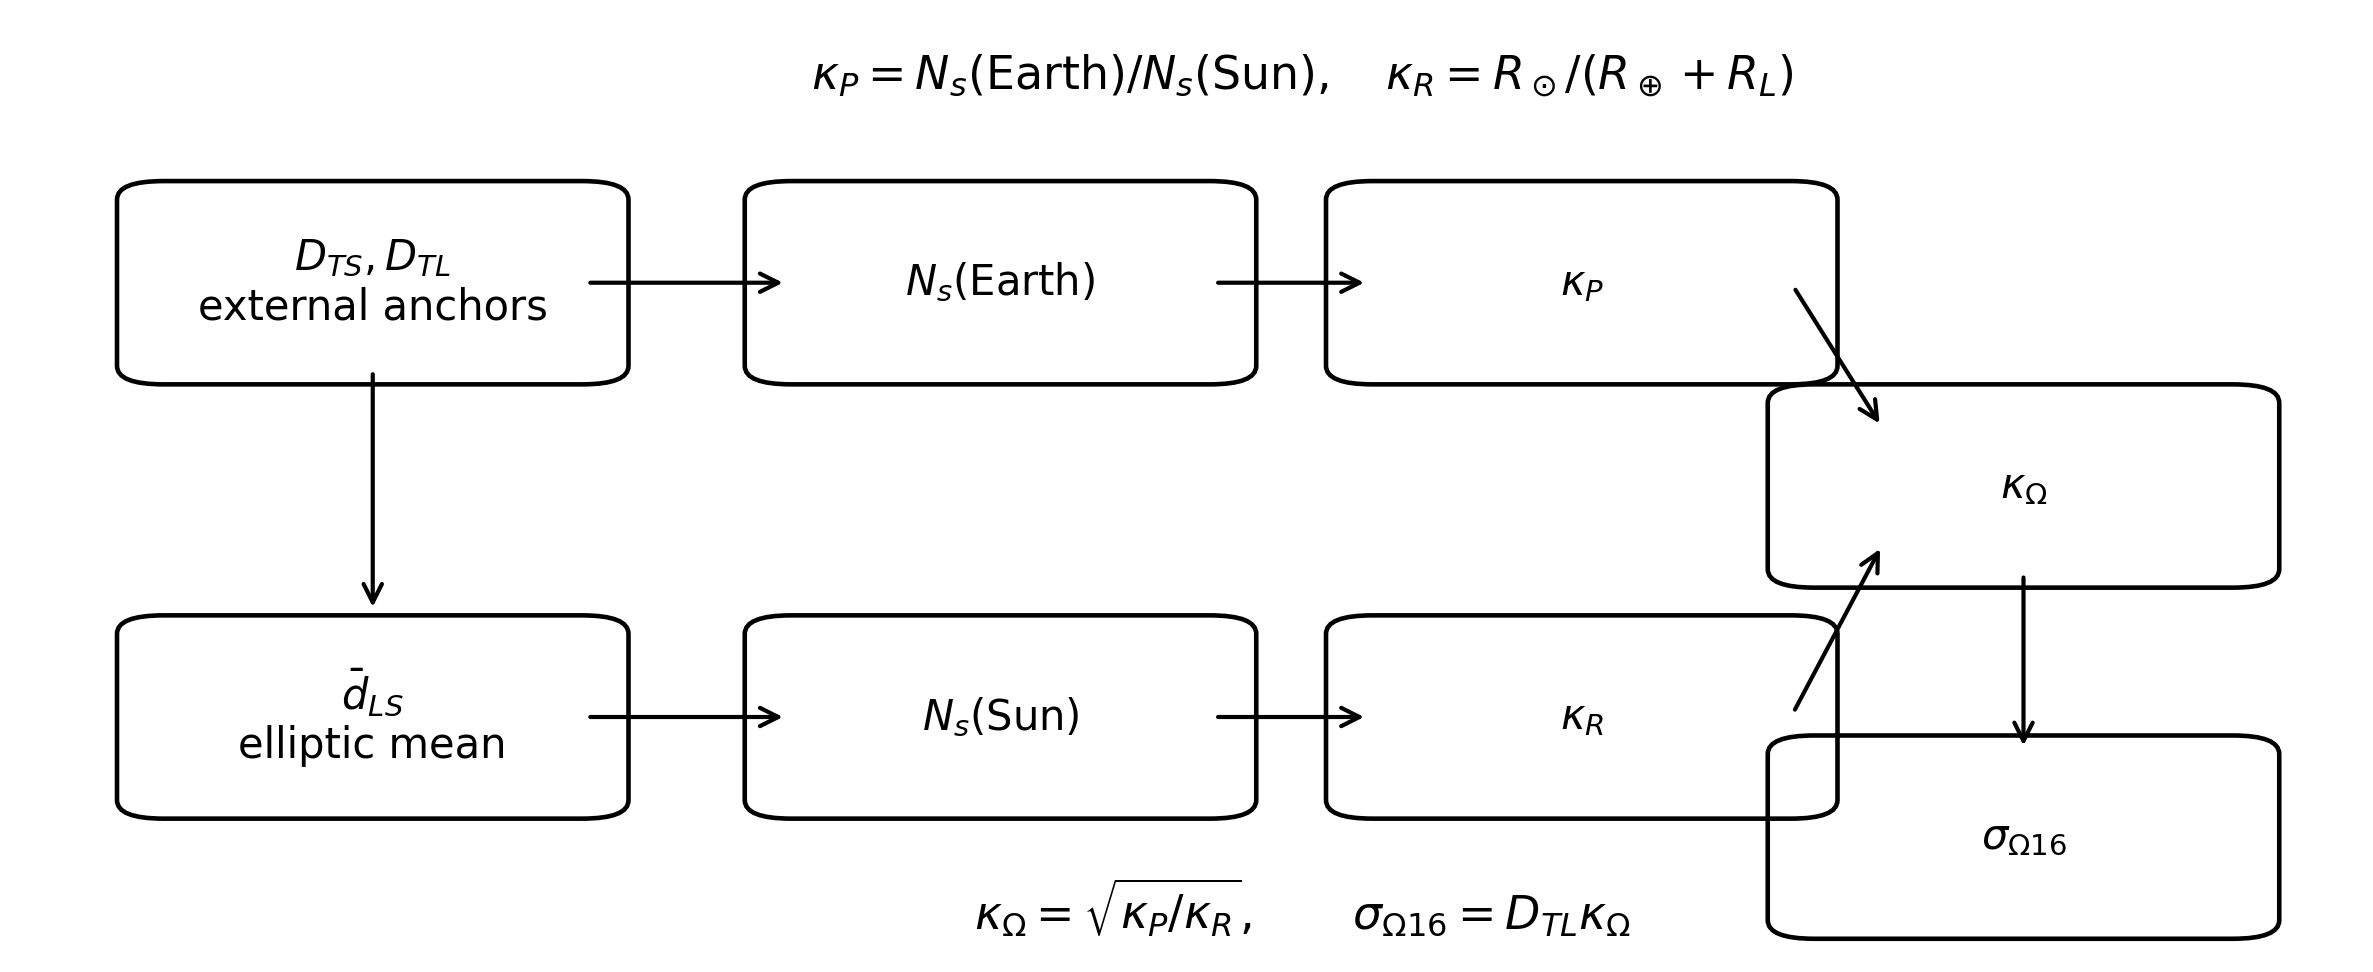 κ_P = N_s(Earth)/N_s(Sun),    κ_R = R_⊙/(R_⊕ + R_L)
D_TS, D_TL
external anchors
N_s(Earth)
κ_P
κ_Ω
d̄_LS
elliptic mean
N_s(Sun)
κ_R
σ_Ω16
κ_Ω = √(κ_P/κ_R),    σ_Ω16 = D_TL κ_Ω